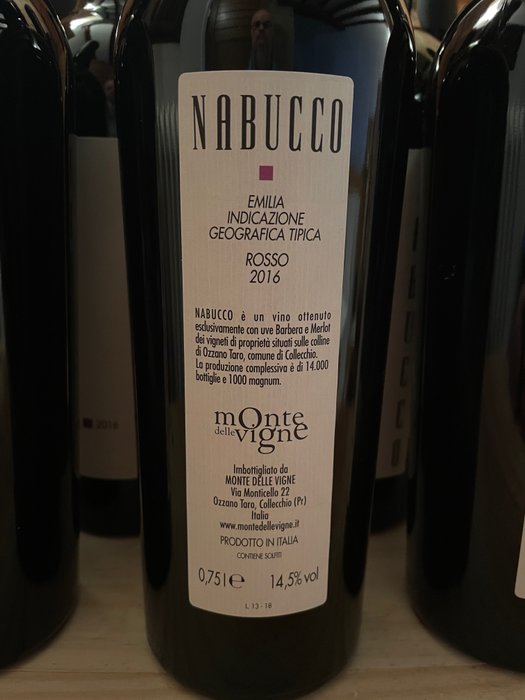 NABUCCO
EMILIA
INDICAZIONE
GEOGRAFICA TIPICA
ROSSO
2016
NABUCCO è un vino ottenuto
esclusivamente con uve Barbera e Merlot
dei vigneti di proprietà situati sulle colline
di Ozzano Taro, comune di Collecchio.
La produzione complessiva è di 14.000
bottiglie e 1000 magnum.
monte
delle vigne
Imbottigliato da
MONTE DELLE VIGNE
Via Monticello 22
Ozzano Taro, Collecchio (Pr)
Italia
www.montedellevigne.it
PRODOTTO IN ITALIA
CONTIENE SOLFITI
0,75 l e 14,5% vol
L 13 - 18
2016